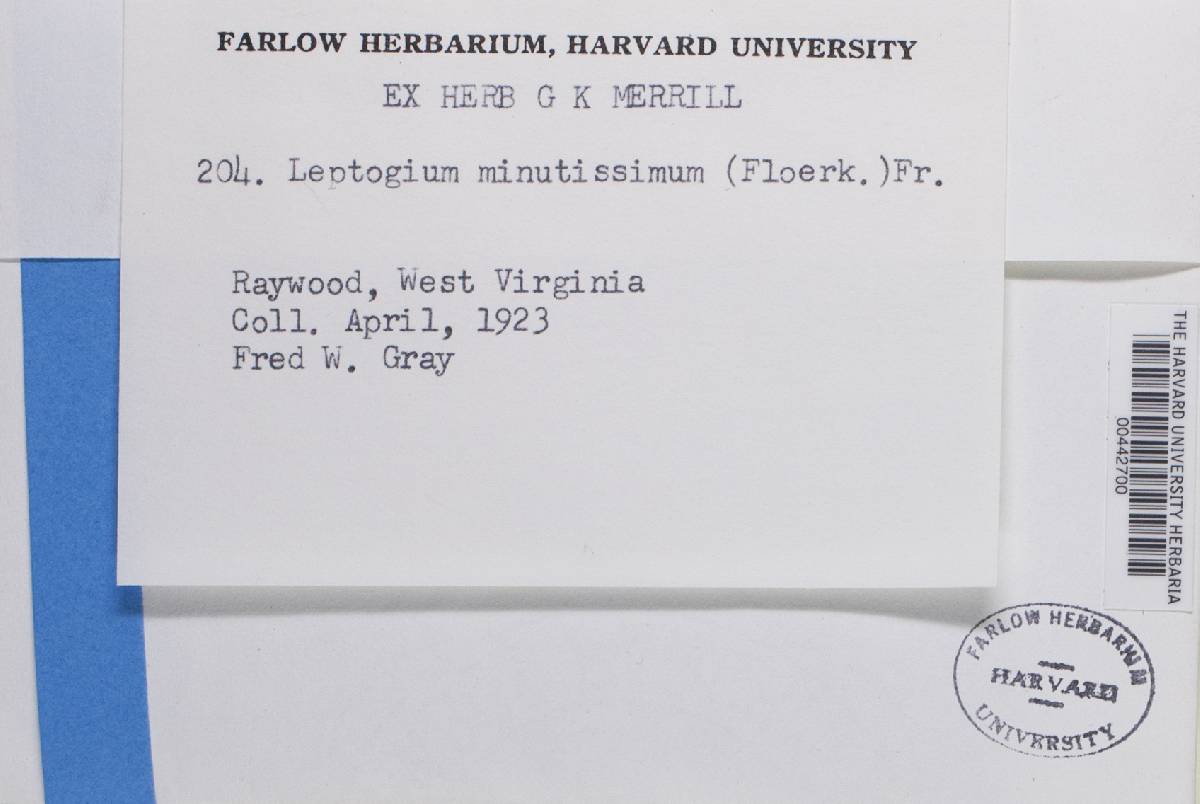 FARLOW HERBARIUM, HARVARD UNIVERSITY
EX HERB G K MERRILL
204. Leptogium minutissimum (Floerk.)Fr.
Raywood, West Virginia
Coll. April, 1923
Fred W. Gray
THE HARVARD UNIVERSITY HERBARIA
00442700
FARLOW HERBARIUM
HARVARD
UNIVERSITY